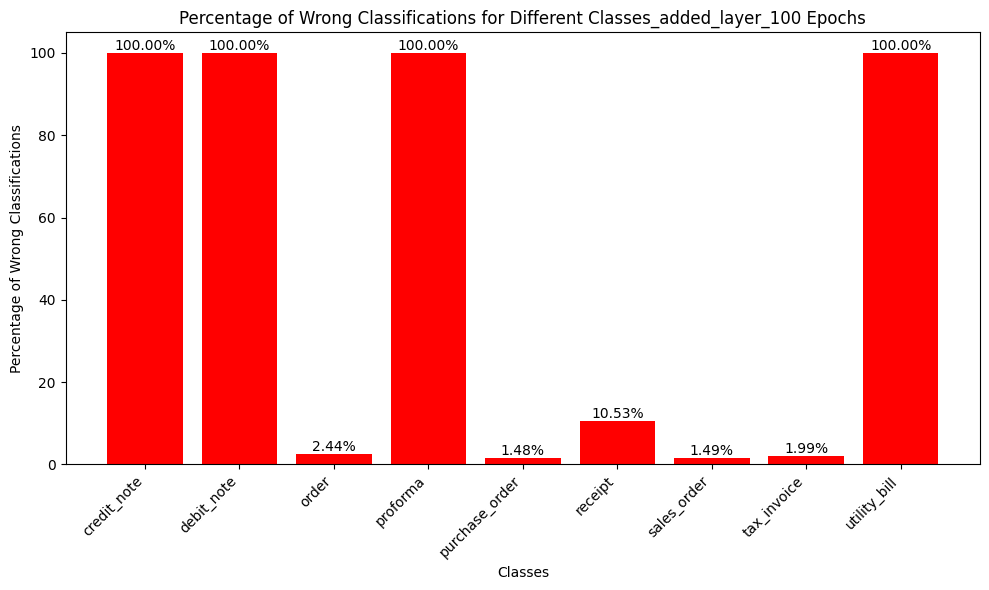 Percentage of Wrong Classifications for Different Classes_added_layer_100 Epochs
Percentage of Wrong Classifications
100
80
60
40
20
0
100.00%
100.00%
2.44%
100.00%
1.48%
10.53%
1.49%
1.99%
100.00%
credit_note
debit_note
order
proforma
purchase_order
receipt
sales_order
tax_invoice
utility_bill
Classes